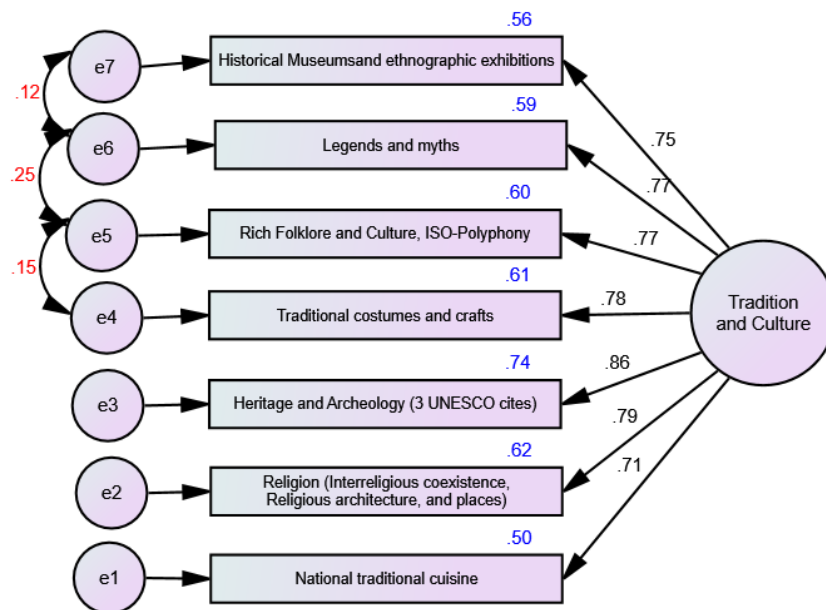 .56
e7
Historical Museumsand ethnographic exhibitions
.12
.75
.59
e6
Legends and myths
.77
.25
.60
e5
Rich Folklore and Culture, ISO-Polyphony
.77
.15
.61
e4
Traditional costumes and crafts
.78
Tradition
and Culture
.74
e3
Heritage and Archeology (3 UNESCO cites)
.86
.62
e2
Religion (Interreligious coexistence,
Religious architecture, and places)
.79
.71
.50
e1
National traditional cuisine